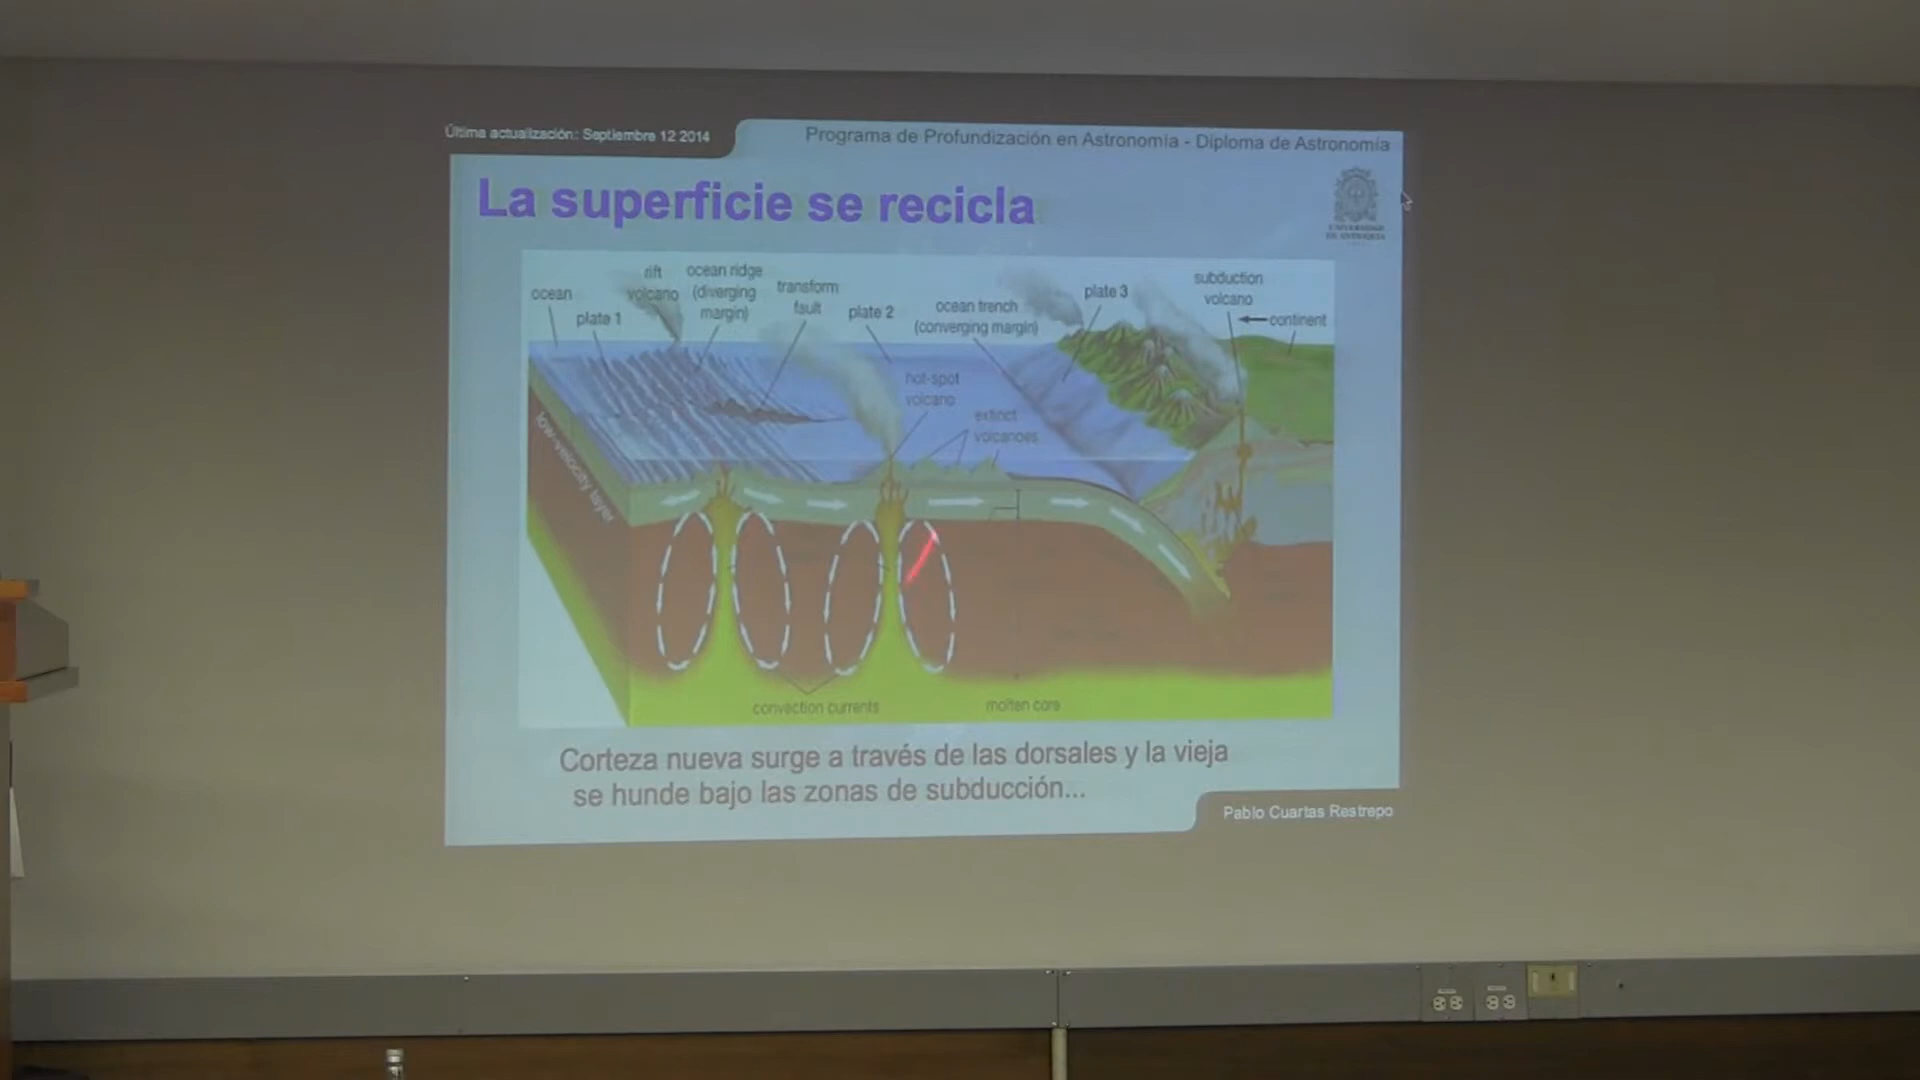 Última actualización: Septiembre 12 2014
Programa de Profundización en Astronomía - Diploma de Astronomía
La superficie se recicla
UNIVERSIDAD
DE ANTIOQUIA
ocean
plate 1
rift
volcano
ocean ridge
(diverging
margin)
transform
fault
plate 2
ocean trench
(converging margin)
plate 3
subduction
volcano
continent
hot-spot
volcano
extinct
volcanoes
low-velocity layer
convection currents
molten core
Corteza nueva surge a través de las dorsales y la vieja
se hunde bajo las zonas de subducción...
Pablo Cuartas Restrepo